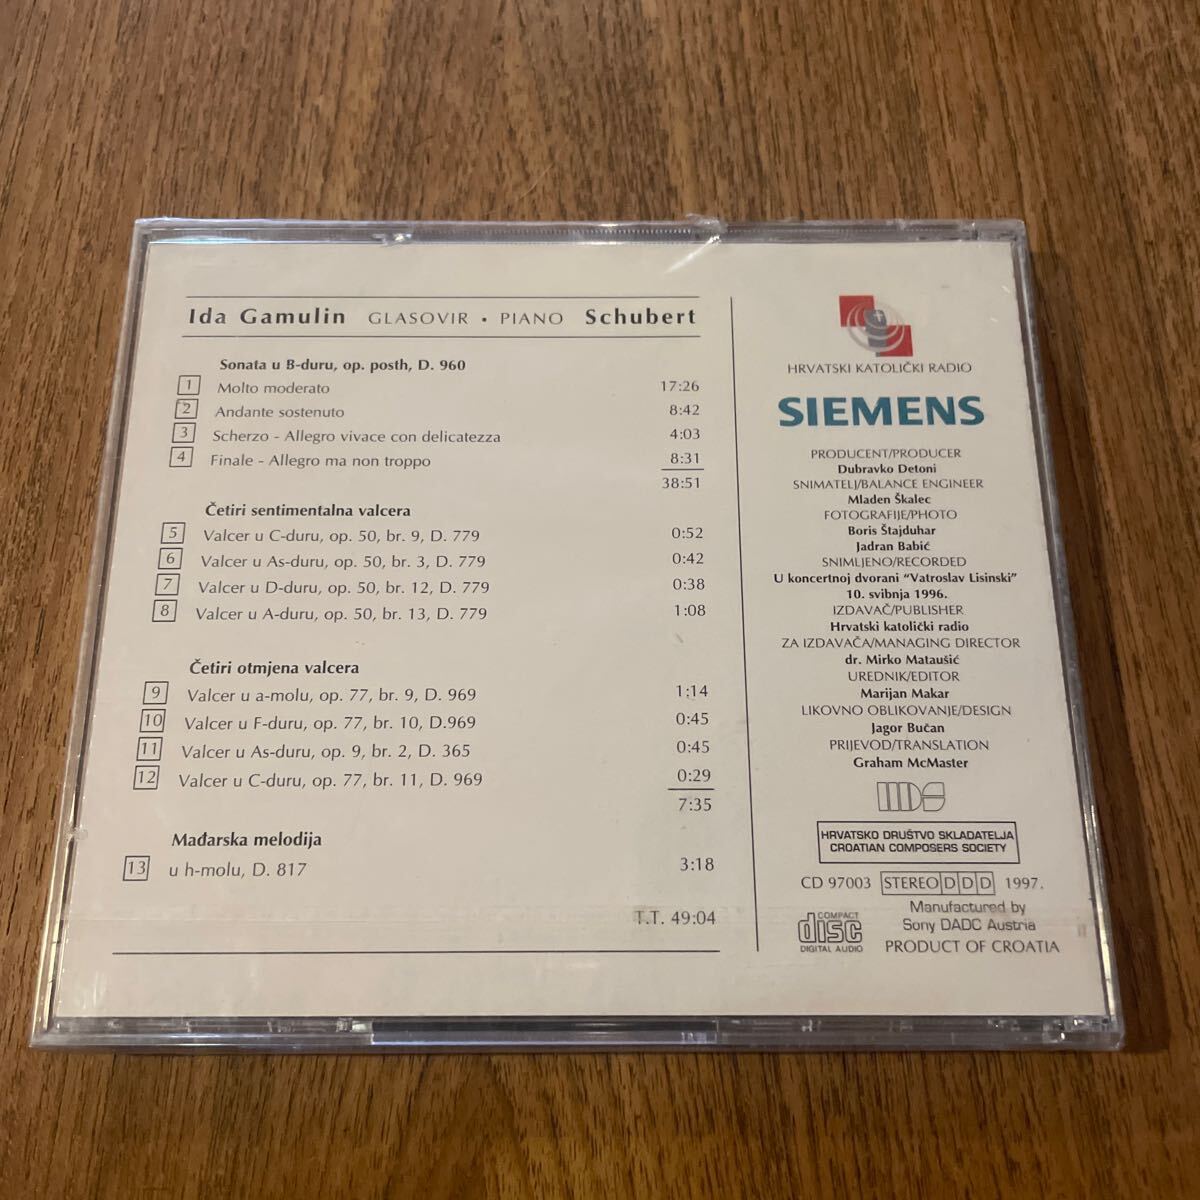 Ida Gamulin GLASOVIR • PIANO Schubert
Sonata u B-duru, op. posth, D. 960
1 Molto moderato 17:26
2 Andante sostenuto 8:42
3 Scherzo - Allegro vivace con delicatezza 4:03
4 Finale - Allegro ma non troppo 8:31
38:51
Četiri sentimentalna valcera
5 Valcer u C-duru, op. 50, br. 9, D. 779 0:52
6 Valcer u As-duru, op. 50, br. 3, D. 779 0:42
7 Valcer u D-duru, op. 50, br. 12, D. 779 0:38
8 Valcer u A-duru, op. 50, br. 13, D. 779 1:08
Četiri otmjena valcera
9 Valcer u a-molu, op. 77, br. 9, D. 969 1:14
10 Valcer u F-duru, op. 77, br. 10, D.969 0:45
11 Valcer u As-duru, op. 9, br. 2, D. 365 0:45
12 Valcer u C-duru, op. 77, br. 11, D. 969 0:29
7:35
Mađarska melodija
13 u h-molu, D. 817 3:18
T.T. 49:04
HRVATSKI KATOLIČKI RADIO
SIEMENS
PRODUCENT/PRODUCER
Dubravko Detoni
SNIMATELJ/BALANCE ENGINEER
Mladen Škalec
FOTOGRAFIJE/PHOTO
Boris Štajduhar
Jadran Babić
SNIMLJENO/RECORDED
U koncertnoj dvorani “Vatroslav Lisinski”
10. svibnja 1996.
IZDAVAČ/PUBLISHER
Hrvatski katolički radio
ZA IZDAVAČA/MANAGING DIRECTOR
dr. Mirko Mataušić
UREDNIK/EDITOR
Marijan Makar
LIKOVNO OBLIKOVANJE/DESIGN
Jagor Bučan
PRIJEVOD/TRANSLATION
Graham McMaster
HDS
HRVATSKO DRUŠTVO SKLADATELJA
CROATIAN COMPOSERS SOCIETY
CD 97003 STEREO D D D 1997.
COMPACT
disc
DIGITAL AUDIO
Manufactured by
Sony DADC Austria
PRODUCT OF CROATIA